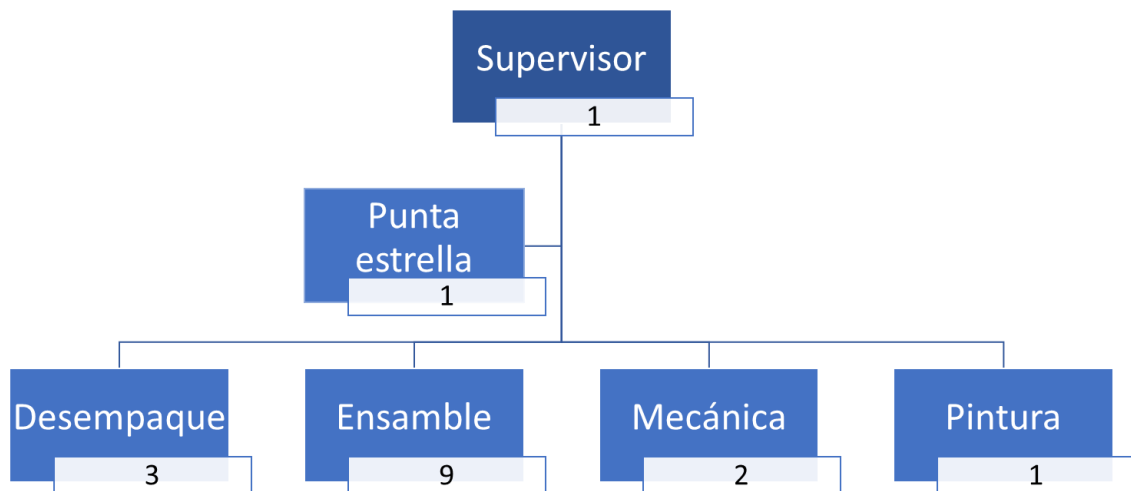 Supervisor
1
Punta
estrella
1
Desempaque
3
Ensamble
9
Mecánica
2
Pintura
1